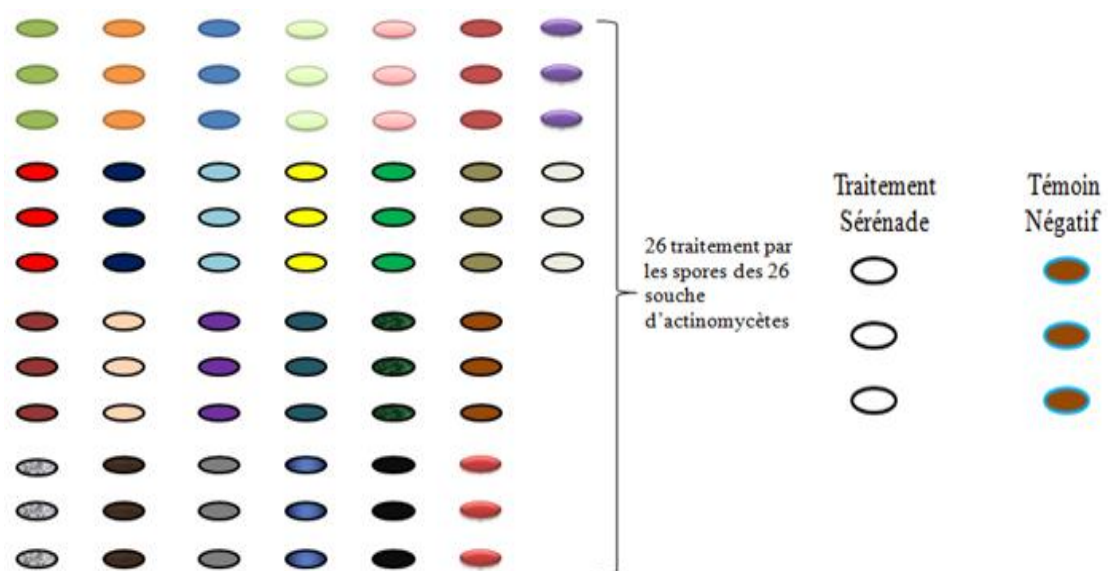 26 traitement par
les spores des 26
souche
d'actinomycètes
Traitement
Sérénade
Témoin
Négatif